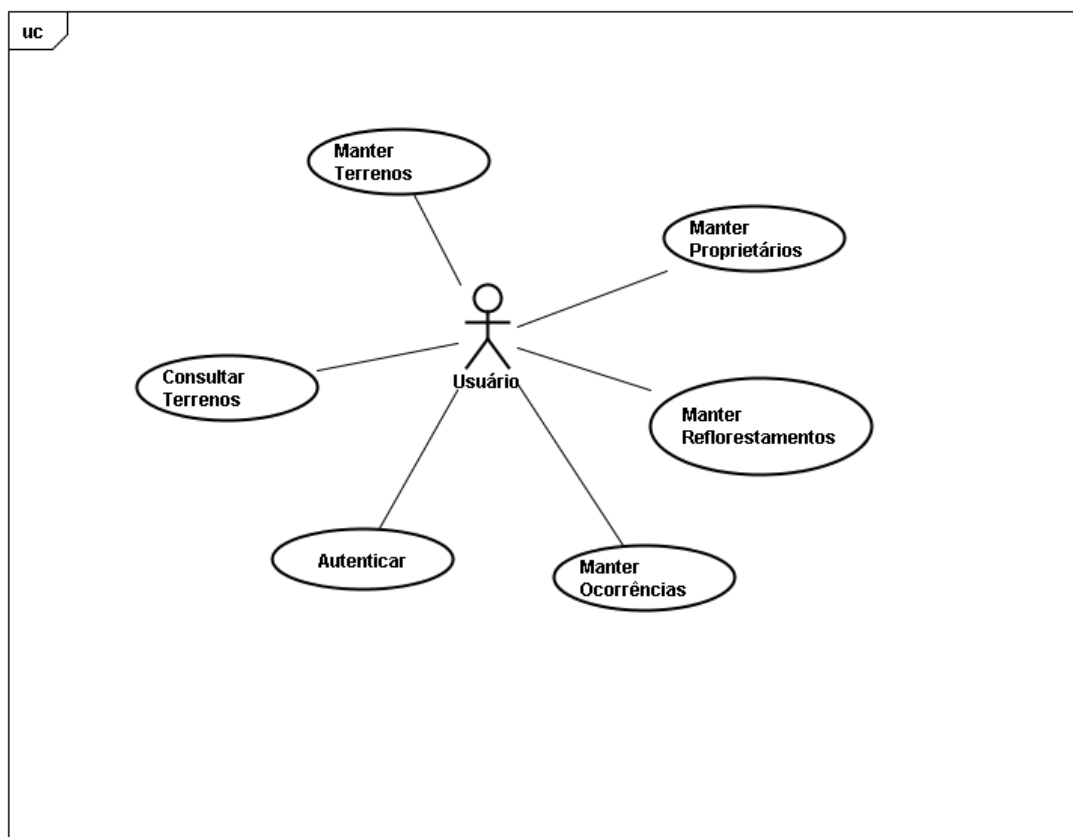 uc
Manter
Terrenos
Manter
Proprietários
Usuário
Consultar
Terrenos
Manter
Reflorestamentos
Autenticar
Manter
Ocorrências